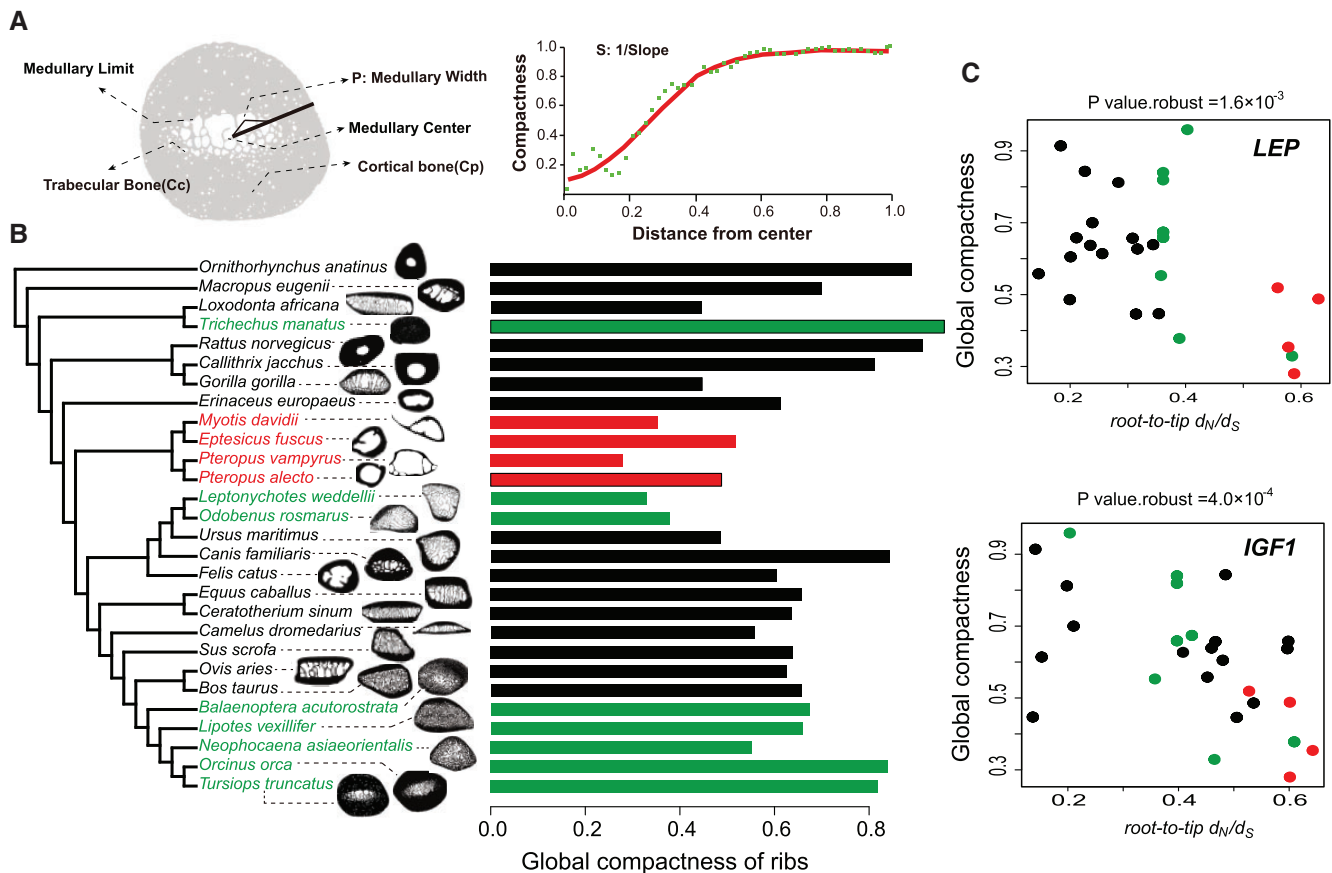 A
Medullary Limit
P: Medullary Width
Medullary Center
Trabecular Bone(Cc)
Cortical bone(Cp)
S: 1/Slope
Compactness
1.0
0.8
0.6
0.4
0.2
0.0
0.2
0.4
0.6
0.8
1.0
Distance from center
B
Ornithorhynchus anatinus
Macropus eugenii
Loxodonta africana
Trichechus manatus
Rattus norvegicus
Callithrix jacchus
Gorilla gorilla
Erinaceus europaeus
Myotis davidii
Eptesicus fuscus
Pteropus vampyrus
Pteropus alecto
Leptonychotes weddellii
Odobenus rosmarus
Ursus maritimus
Canis familiaris
Felis catus
Equus caballus
Ceratotherium sinum
Camelus dromedarius
Sus scrofa
Ovis aries
Bos taurus
Balaenoptera acutorostrata
Lipotes vexillifer
Neophocaena asiaeorientalis
Orcinus orca
Tursiops truncatus
0.0
0.2
0.4
0.6
0.8
Global compactness of ribs
C
P value.robust =1.6×10-3
LEP
Global compactness
0.9
0.7
0.5
0.3
0.2
0.4
0.6
root-to-tip dN/dS
P value.robust =4.0×10-4
IGF1
Global compactness
0.9
0.7
0.5
0.3
0.2
0.4
0.6
root-to-tip dN/dS